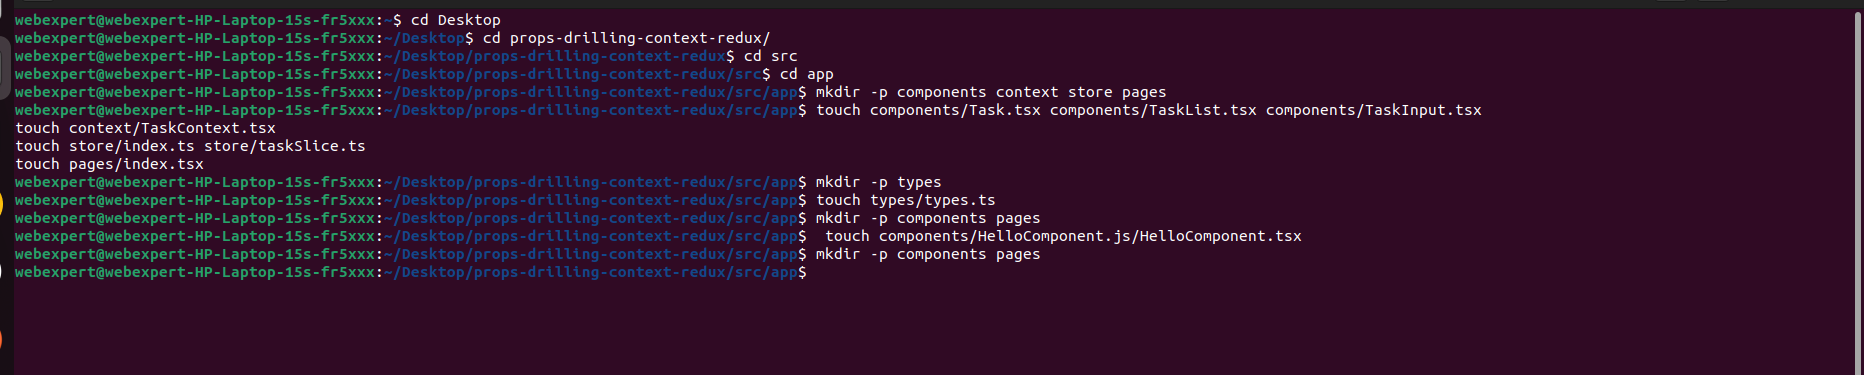 webexpert@webexpert-HP-Laptop-15s-fr5xxx:~$ cd Desktop
webexpert@webexpert-HP-Laptop-15s-fr5xxx:~/Desktop$ cd props-drilling-context-redux/
webexpert@webexpert-HP-Laptop-15s-fr5xxx:~/Desktop/props-drilling-context-redux$ cd src
webexpert@webexpert-HP-Laptop-15s-fr5xxx:~/Desktop/props-drilling-context-redux/src$ cd app
webexpert@webexpert-HP-Laptop-15s-fr5xxx:~/Desktop/props-drilling-context-redux/src/app$ mkdir -p components context store pages
webexpert@webexpert-HP-Laptop-15s-fr5xxx:~/Desktop/props-drilling-context-redux/src/app$ touch components/Task.tsx components/TaskList.tsx components/TaskInput.tsx
touch context/TaskContext.tsx
touch store/index.ts store/taskSlice.ts
touch pages/index.tsx
webexpert@webexpert-HP-Laptop-15s-fr5xxx:~/Desktop/props-drilling-context-redux/src/app$ mkdir -p types
webexpert@webexpert-HP-Laptop-15s-fr5xxx:~/Desktop/props-drilling-context-redux/src/app$ touch types/types.ts
webexpert@webexpert-HP-Laptop-15s-fr5xxx:~/Desktop/props-drilling-context-redux/src/app$ mkdir -p components pages
webexpert@webexpert-HP-Laptop-15s-fr5xxx:~/Desktop/props-drilling-context-redux/src/app$  touch components/HelloComponent.js/HelloComponent.tsx
webexpert@webexpert-HP-Laptop-15s-fr5xxx:~/Desktop/props-drilling-context-redux/src/app$ mkdir -p components pages
webexpert@webexpert-HP-Laptop-15s-fr5xxx:~/Desktop/props-drilling-context-redux/src/app$